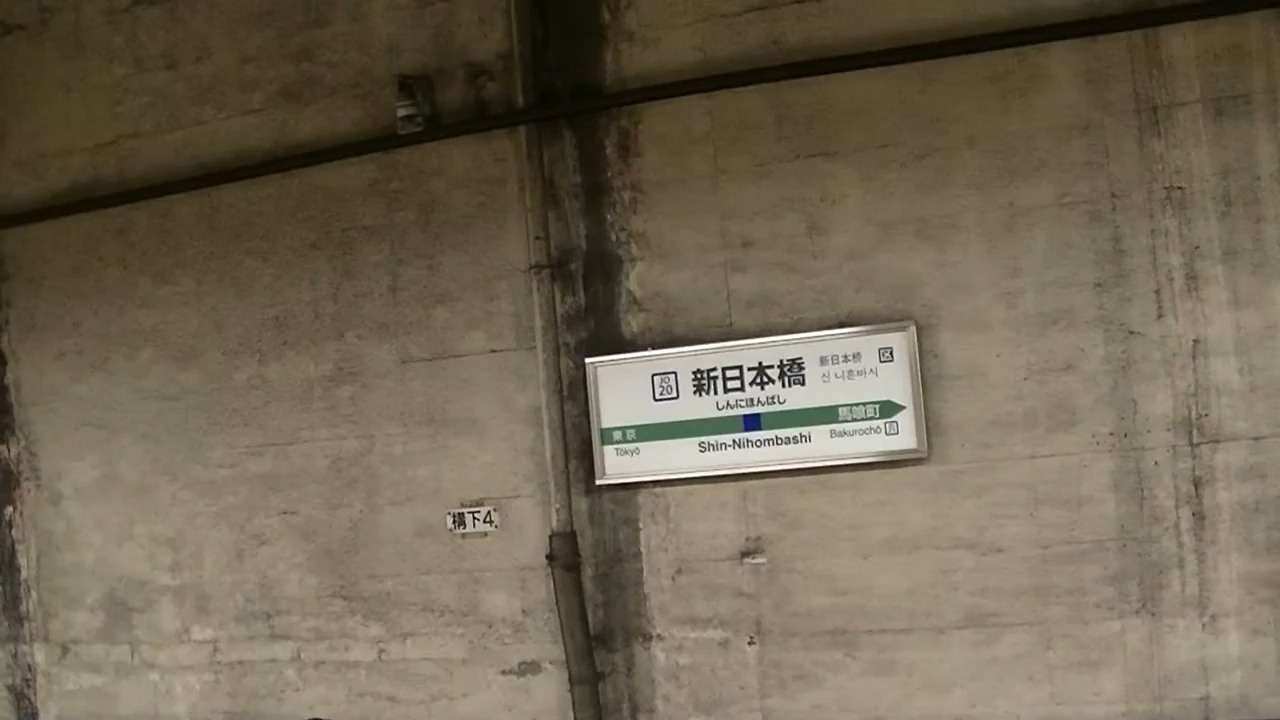 JO
20
新日本橋
しんにほんばし
新日本桥
신니혼바시
区
東京
馬喰町
Tōkyō
Shin-Nihombashi
Bakurochō
構下4